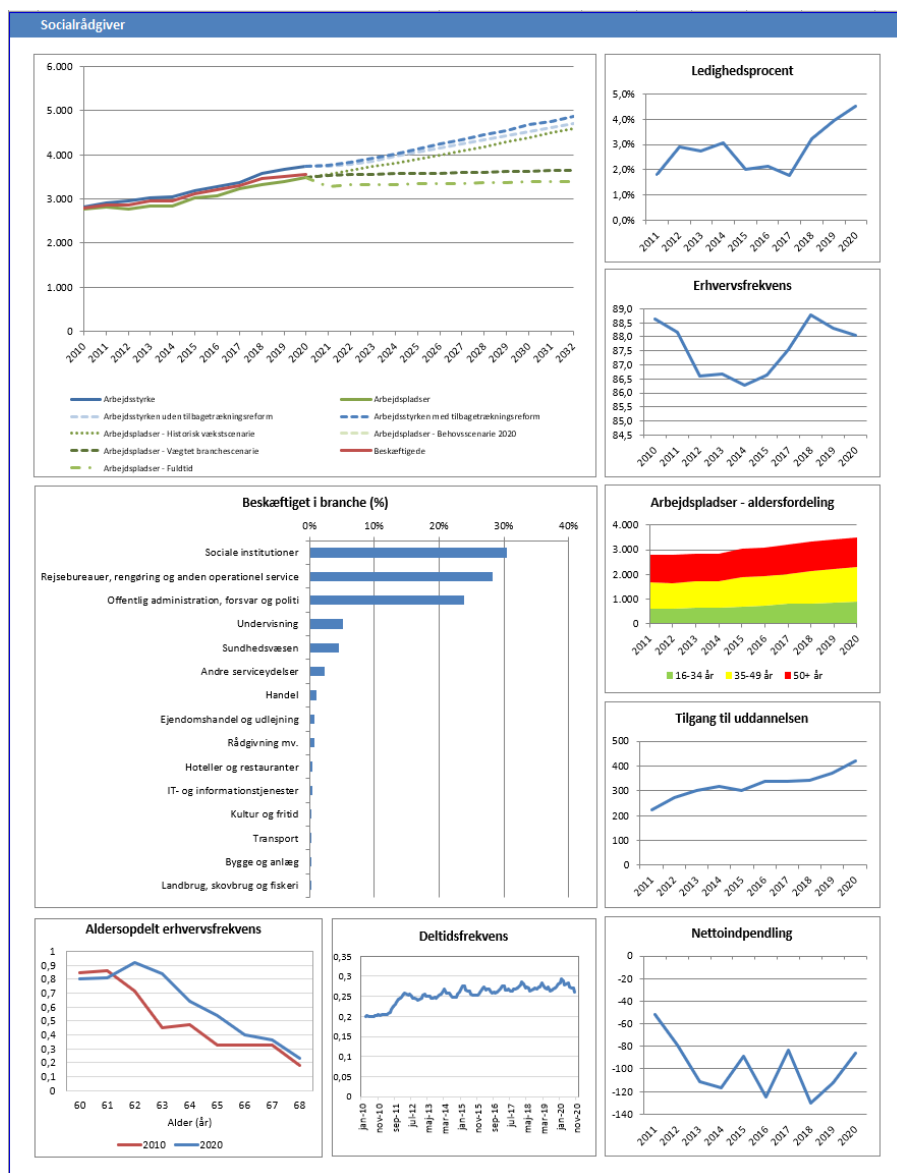 Socialrådgiver
6.000
5.000
4.000
3.000
2.000
1.000
0
2010 2011 2012 2013 2014 2015 2016 2017 2018 2019 2020 2021 2022 2023 2024 2025 2026 2027 2028 2029 2030 2031 2032
Arbejdsstyrke Arbejdspladser
Arbejdsstyrken uden tilbagetrækningsreform Arbejdsstyrken med tilbagetrækningsreform
Arbejdspladser - Historisk vækstscenarie Arbejdspladser - Behovsscenarie 2020
Arbejdspladser - Vægtet branchescenarie Beskæftigede
Arbejdspladser - Fuldtid
Ledighedsprocent
5,0%
4,0%
3,0%
2,0%
1,0%
0,0%
2011 2012 2013 2014 2015 2016 2017 2018 2019 2020
Erhvervsfrekvens
89,0
88,5
88,0
87,5
87,0
86,5
86,0
85,5
85,0
84,5
2010 2011 2012 2013 2014 2015 2016 2017 2018 2019 2020
Beskæftiget i branche (%)
0% 10% 20% 30% 40%
Sociale institutioner
Rejsebureauer, rengøring og anden operationel service
Offentlig administration, forsvar og politi
Undervisning
Sundhedsvæsen
Andre serviceydelser
Handel
Ejendomshandel og udlejning
Rådgivning mv.
Hoteller og restauranter
IT- og informationstjenester
Kultur og fritid
Transport
Bygge og anlæg
Landbrug, skovbrug og fiskeri
Arbejdspladser - aldersfordeling
4.000
3.000
2.000
1.000
0
2011 2012 2013 2014 2015 2016 2017 2018 2019 2020
16-34 år 35-49 år 50+ år
Tilgang til uddannelsen
500
400
300
200
100
0
2011 2012 2013 2014 2015 2016 2017 2018 2019 2020
Aldersopdelt erhvervsfrekvens
1
0,9
0,8
0,7
0,6
0,5
0,4
0,3
0,2
0,1
0
60 61 62 63 64 65 66 67 68
Alder (år)
2010 2020
Deltidsfrekvens
0,35
0,3
0,25
0,2
0,15
0,1
0,05
0
jan-10 nov-10 sep-11 jul-12 maj-13 mar-14 jan-15 nov-15 sep-16 jul-17 maj-18 mar-19 jan-20 nov-20
Nettoindpendling
0
-20
-40
-60
-80
-100
-120
-140
2011 2012 2013 2014 2015 2016 2017 2018 2019 2020